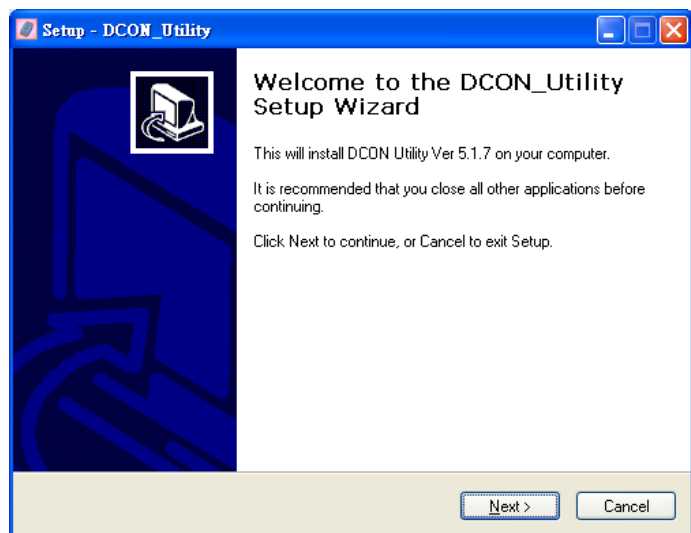 Setup - DCON_Utility
Welcome to the DCON_Utility
Setup Wizard
This will install DCON Utility Ver 5.1.7 on your computer.
It is recommended that you close all other applications before
continuing.
Click Next to continue, or Cancel to exit Setup.
Next >
Cancel